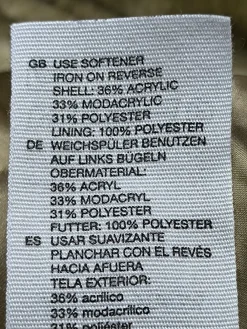 GB USE SOFTENER
IRON ON REVERSE
SHELL: 36% ACRYLIC
33% MODACRYLIC
31% POLYESTER
LINING: 100% POLYESTER
DE WEICHSPÜLER BENUTZEN
AUF LINKS BÜGELN
OBERMATERIAL:
36% ACRYL
33% MODACRYL
31% POLYESTER
FUTTER: 100% POLYESTER
ES USAR SUAVIZANTE
PLANCHAR CON EL REVÉS
HACIA AFUERA
TELA EXTERIOR:
36% acrílico
33% modacrílico
31% poliéster